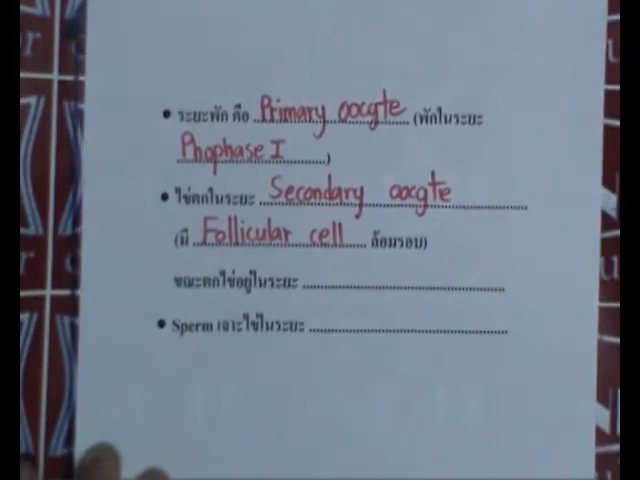 • ระยะพัก คือ Primary oocyte (พักในระยะ
Phophase I)
• ไข่ตกในระยะ Secondary oocyte
(มี Follicular cell ล้อมรอบ)
ขณะตกไข่อยู่ในระยะ
• Sperm เจาะไข่ในระยะ